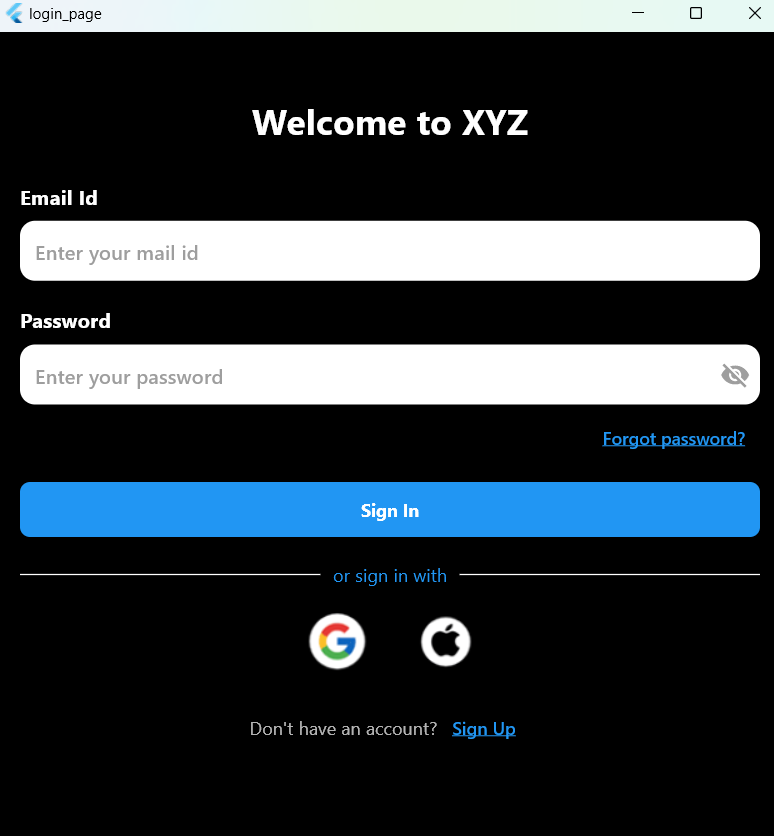 login_page
Welcome to XYZ
Email Id
Enter your mail id
Password
Enter your password
Forgot password?
Sign In
or sign in with
Don't have an account? Sign Up